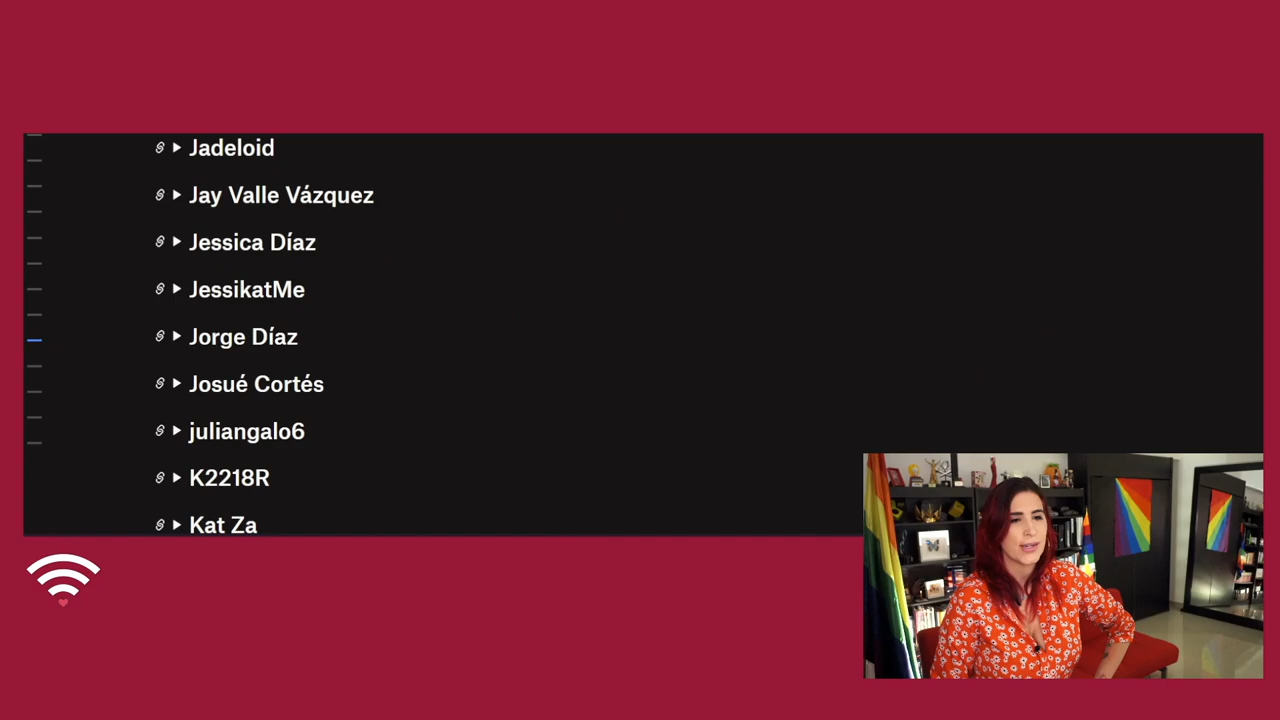 Jadeloid
Jay Valle Vázquez
Jessica Díaz
JessikatMe
Jorge Díaz
Josué Cortés
juliangalo6
K2218R
Kat Za